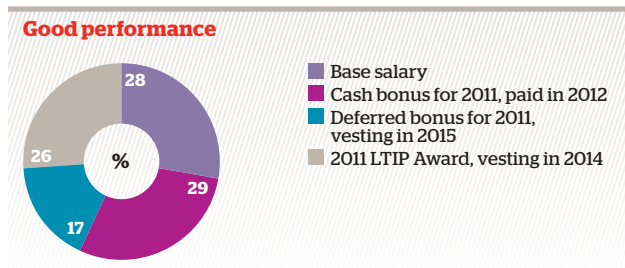 Good performance
28
29
17
26
%
Base salary
Cash bonus for 2011, paid in 2012
Deferred bonus for 2011,
vesting in 2015
2011 LTIP Award, vesting in 2014